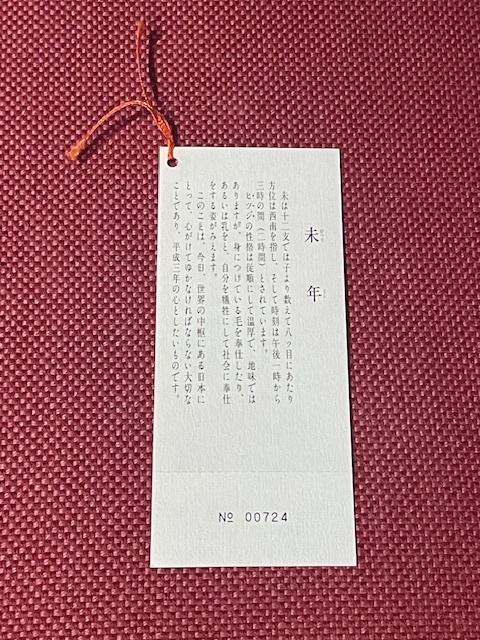 未年
未は十二支では子より数えて八ッ目にあたり
方位は西南を指し、そして時刻は午後一時から
三時の間（二時間）とされています。
ヒツジの性格は従順にして温厚で、地味では
ありますが、身につけている毛を奉仕したり、
あるいは乳をと、自分を犠牲にして社会に奉仕
をする姿がみえます。
このことは、今日、世界の中枢にある日本に
とって、心がけてゆかなければならない大切な
ことであり、平成三年の心としたいものです。
№ 00724